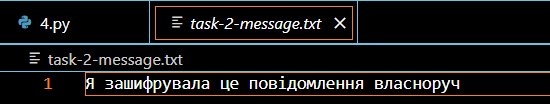 4.py task-2-message.txt
task-2-message.txt
1 Я зашифрувала це повідомлення власноруч